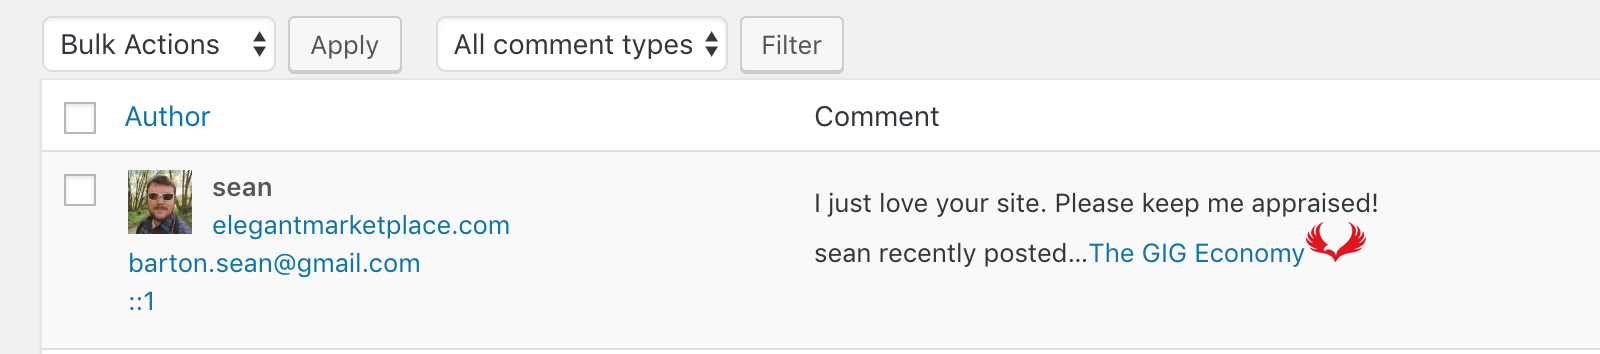 Bulk Actions Apply All comment types Filter
Author Comment
sean
elegantmarketplace.com
barton.sean@gmail.com
::1
I just love your site. Please keep me appraised!
sean recently posted...The GIG Economy